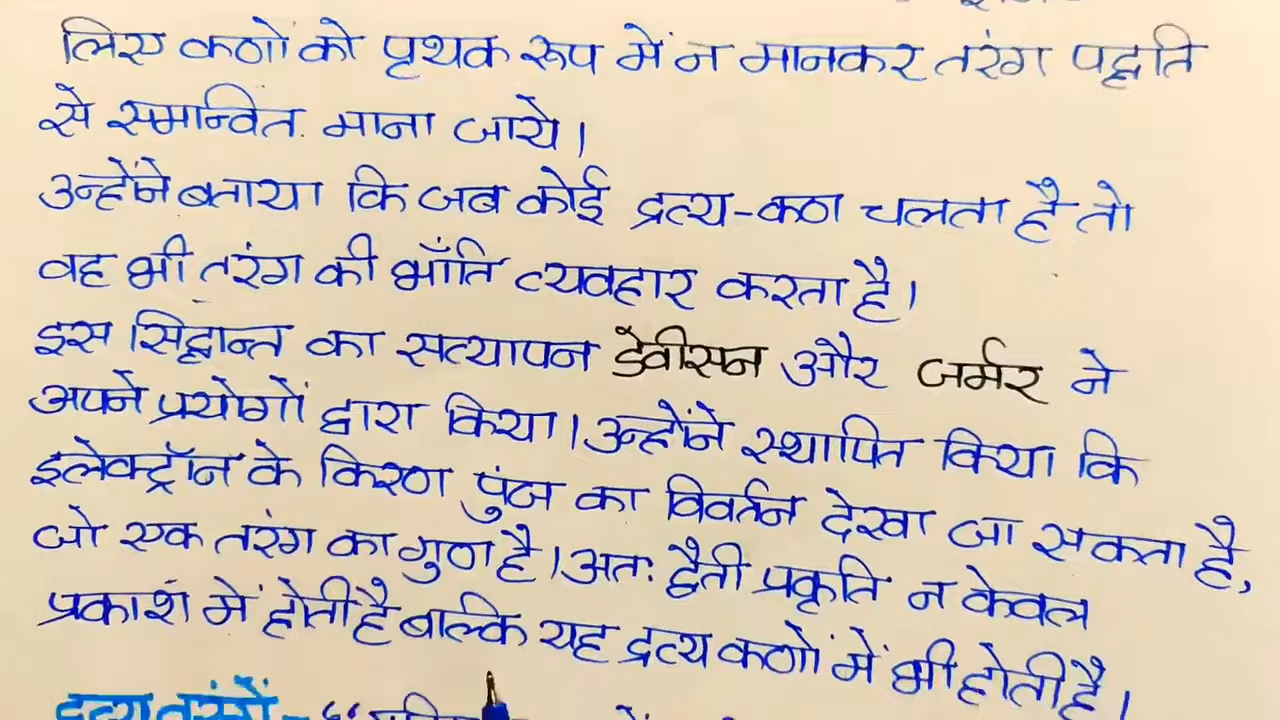 लिए कणों को पृथक रूप में न मानकर तरंग पद्धति
से समान्वित माना जाये।
उन्होंने बताया कि जब कोई द्रव्य-कण चलता है तो
वह भी तरंग की भाँति व्यवहार करता है।
इस सिद्धान्त का सत्यापन डेवीसन और जर्मर ने
अपने प्रयोगों द्वारा किया। उन्होंने स्थापित किया कि
इलेक्ट्रॉन के किरण पुंज का विवर्तन देखा जा सकता है,
जो एक तरंग का गुण है। अतः द्वैती प्रकृति न केवल
प्रकाश में होती है बाल्कि यह द्रव्य कणों में भी होती है।
द्रव्य तरंगें -